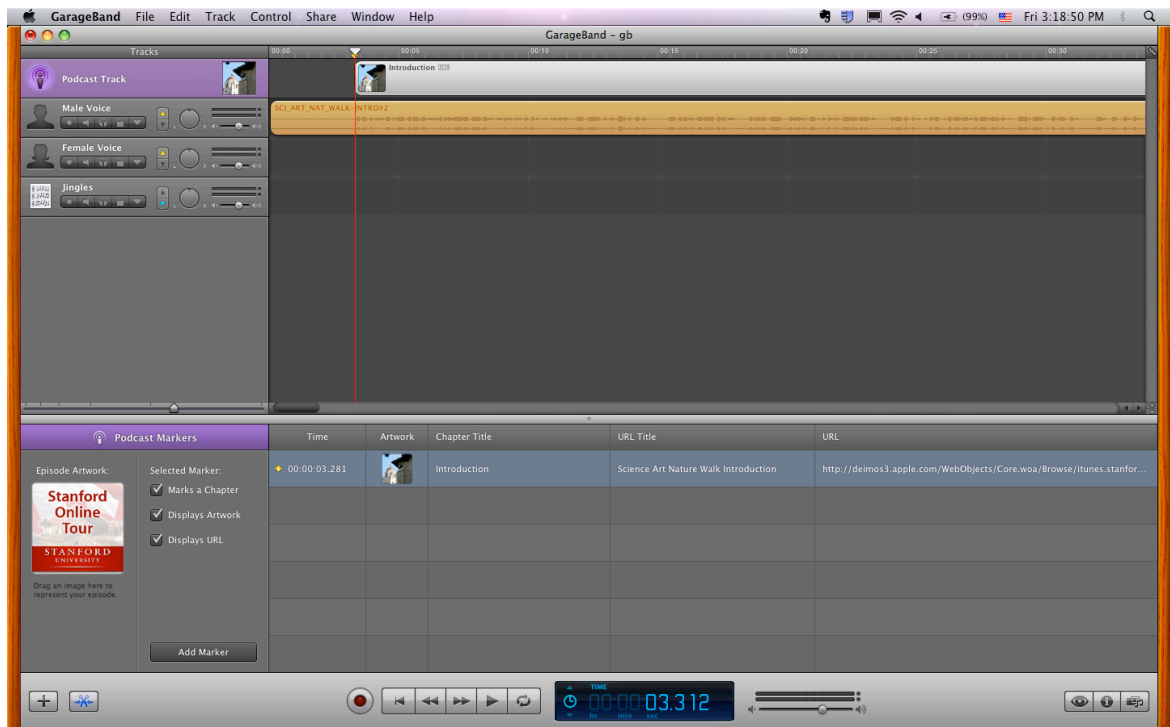 GarageBand File Edit Track Control Share Window Help (99%) Fri 3:18:50 PM
GarageBand – gb
Tracks 00:00 00:05 00:10 00:15 00:20 00:25 00:30
Podcast Track Introduction
Male Voice SCI_ART_NAT_WALK-INTRO#2
Female Voice
Jingles
Podcast Markers Time Artwork Chapter Title URL Title URL
Episode Artwork: Selected Marker: 00:00:03.281 Introduction Science Art Nature Walk Introduction http://deimos3.apple.com/WebObjects/Core.woa/Browse/itunes.stanfor...
Marks a Chapter
Displays Artwork
Displays URL
Stanford
Online
Tour
STANFORD
UNIVERSITY
Drag an image here to
represent your episode.
Add Marker
TIME
00:00:03.312
hr min sec